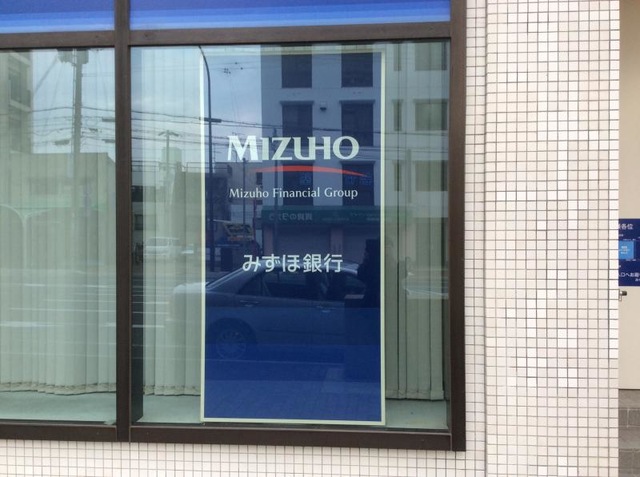 MIZUHO
Mizuho Financial Group
みずほ銀行